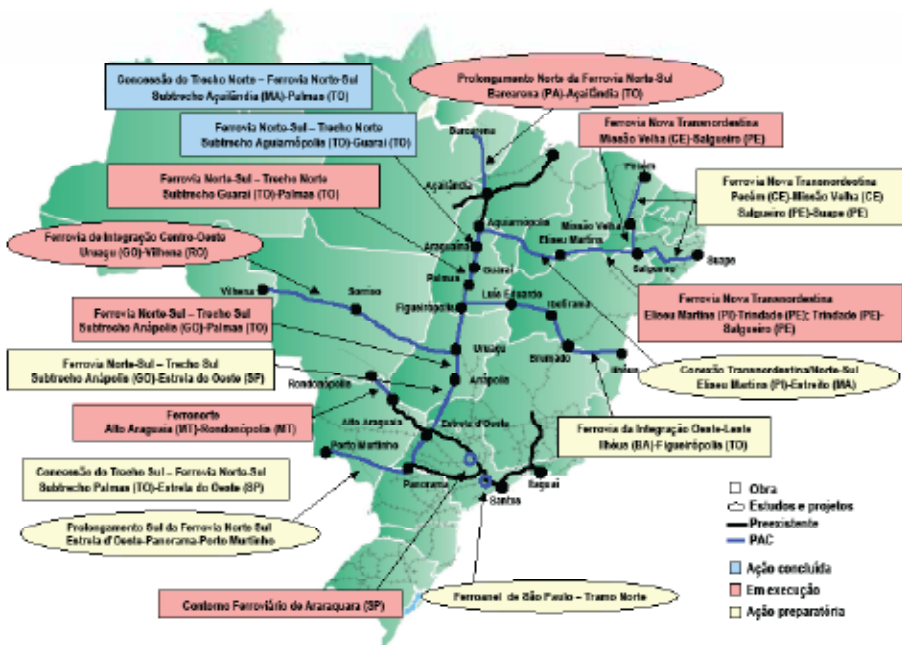 Concessão do Trecho Norte – Ferrovia Norte-Sul
Subtrecho Açailândia (MA)-Palmas (TO)
Prolongamento Norte da Ferrovia Norte-Sul
Barcarena (PA)-Açailândia (TO)
Ferrovia Norte-Sul – Trecho Norte
Subtrecho Aguiarnópolis (TO)-Guaraí (TO)
Ferrovia Nova Transnordestina
Missão Velha (CE)-Salgueiro (PE)
Ferrovia Norte-Sul – Trecho Norte
Subtrecho Guaraí (TO)-Palmas (TO)
Ferrovia Nova Transnordestina
Pecém (CE)-Missão Velha (CE)
Salgueiro (PE)-Suape (PE)
Ferrovia de Integração Centro-Oeste
Uruaçu (GO)-Vilhena (RO)
Ferrovia Norte-Sul – Trecho Sul
Subtrecho Anápolis (GO)-Palmas (TO)
Ferrovia Nova Transnordestina
Eliseu Martins (PI)-Trindade (PE); Trindade (PE)-
Salgueiro (PE)
Ferrovia Norte-Sul – Trecho Sul
Subtrecho Anápolis (GO)-Estrela do Oeste (SP)
Conexão Transnordestina/Norte-Sul
Eliseu Martins (PI)-Estreito (MA)
Ferronorte
Alto Araguaia (MT)-Rondonópolis (MT)
Ferrovia da Integração Oeste-Leste
Ilhéus (BA)-Figueirópolis (TO)
Concessão do Trecho Sul – Ferrovia Norte-Sul
Subtrecho Palmas (TO)-Estrela do Oeste (SP)
Prolongamento Sul da Ferrovia Norte Sul
Estrela d'Oeste-Panorama-Porto Murtinho
Contorno Ferroviário de Araraquara (SP)
Ferroanel de São Paulo – Tramo Norte
Barcarena
Açailândia
Aguiarnópolis
Araguaína
Guaraí
Palmas
Figueirópolis
Luís Eduardo
Ibotirama
Brumado
Ilhéus
Pecém
Missão Velha
Eliseu Martins
Salgueiro
Suape
Vilhena
Sorriso
Uruaçu
Anápolis
Rondonópolis
Alto Araguaia
Estrela d'Oeste
Porto Murtinho
Panorama
Santos
Itaguaí
Obra
Estudos e projetos
Preexistente
PAC
Ação concluída
Em execução
Ação preparatória